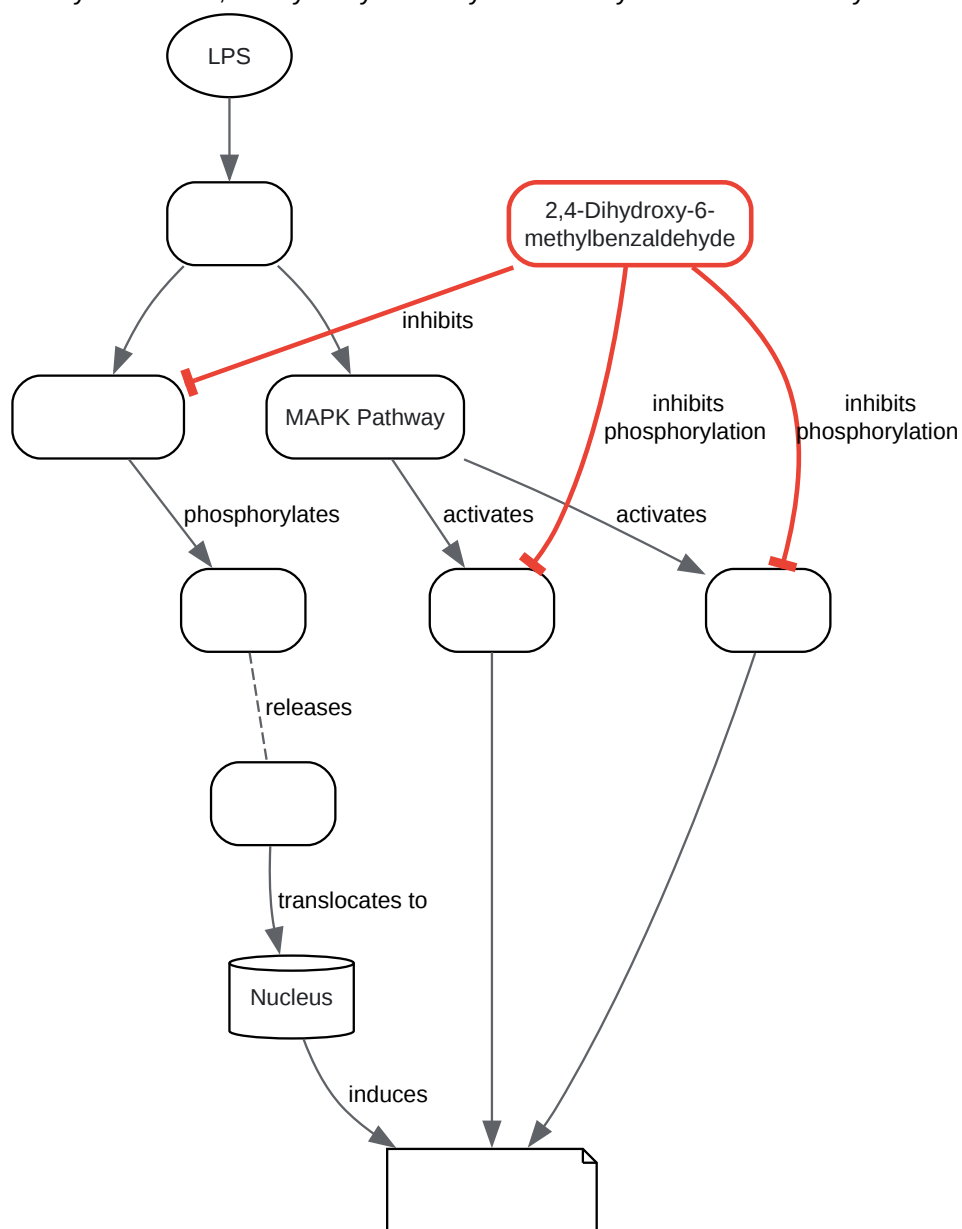 LPS
2,4-Dihydroxy-6-
methylbenzaldehyde
inhibits
MAPK Pathway
inhibits
phosphorylation
inhibits
phosphorylation
phosphorylates
activates
activates
releases
translocates to
Nucleus
induces